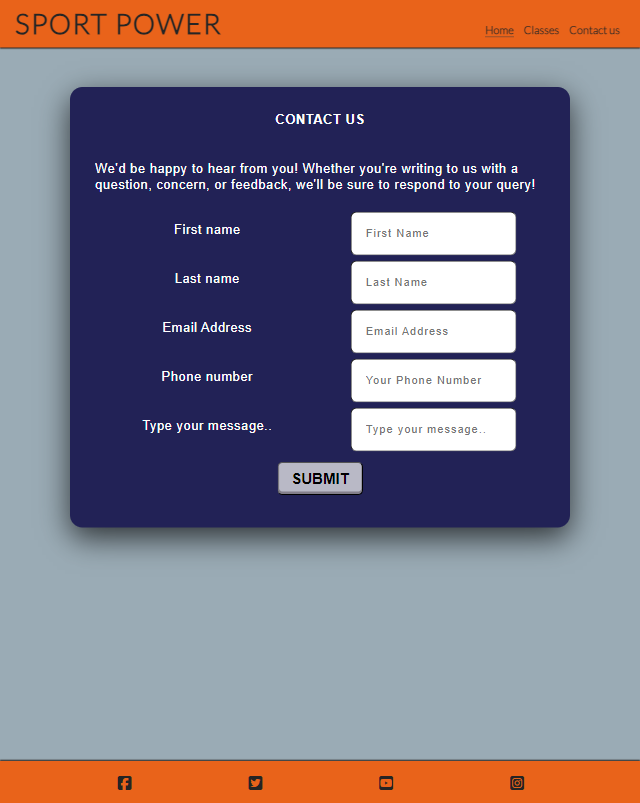 SPORT POWER
Home Classes Contact us
CONTACT US
We'd be happy to hear from you! Whether you're writing to us with a
question, concern, or feedback, we'll be sure to respond to your query!
First name
First Name
Last name
Last Name
Email Address
Email Address
Phone number
Your Phone Number
Type your message..
Type your message..
SUBMIT